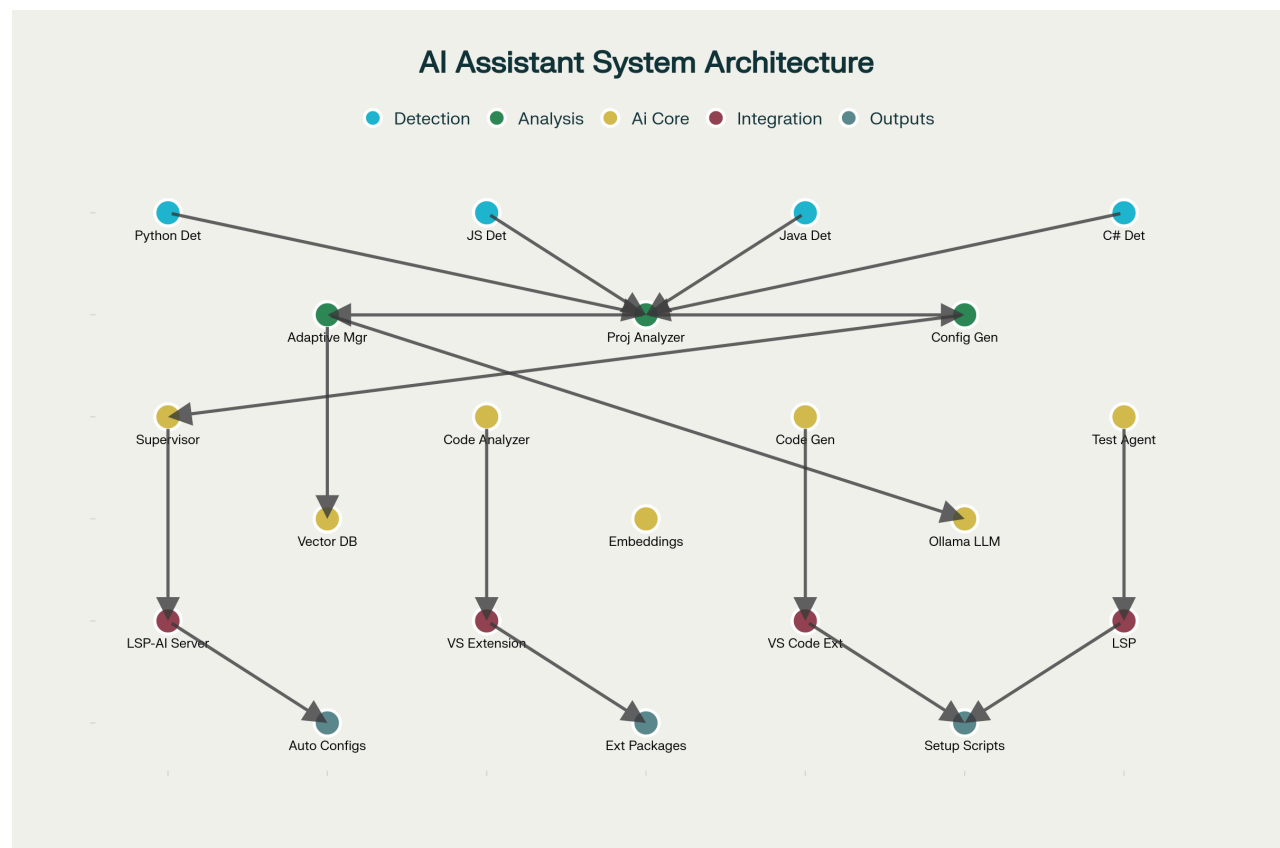 AI Assistant System Architecture
Detection Analysis Ai Core Integration Outputs
Python Det JS Det Java Det C# Det
Adaptive Mgr Proj Analyzer Config Gen
Supervisor Code Analyzer Code Gen Test Agent
Vector DB Embeddings Ollama LLM
LSP-AI Server VS Extension VS Code Ext LSP
Auto Configs Ext Packages Setup Scripts